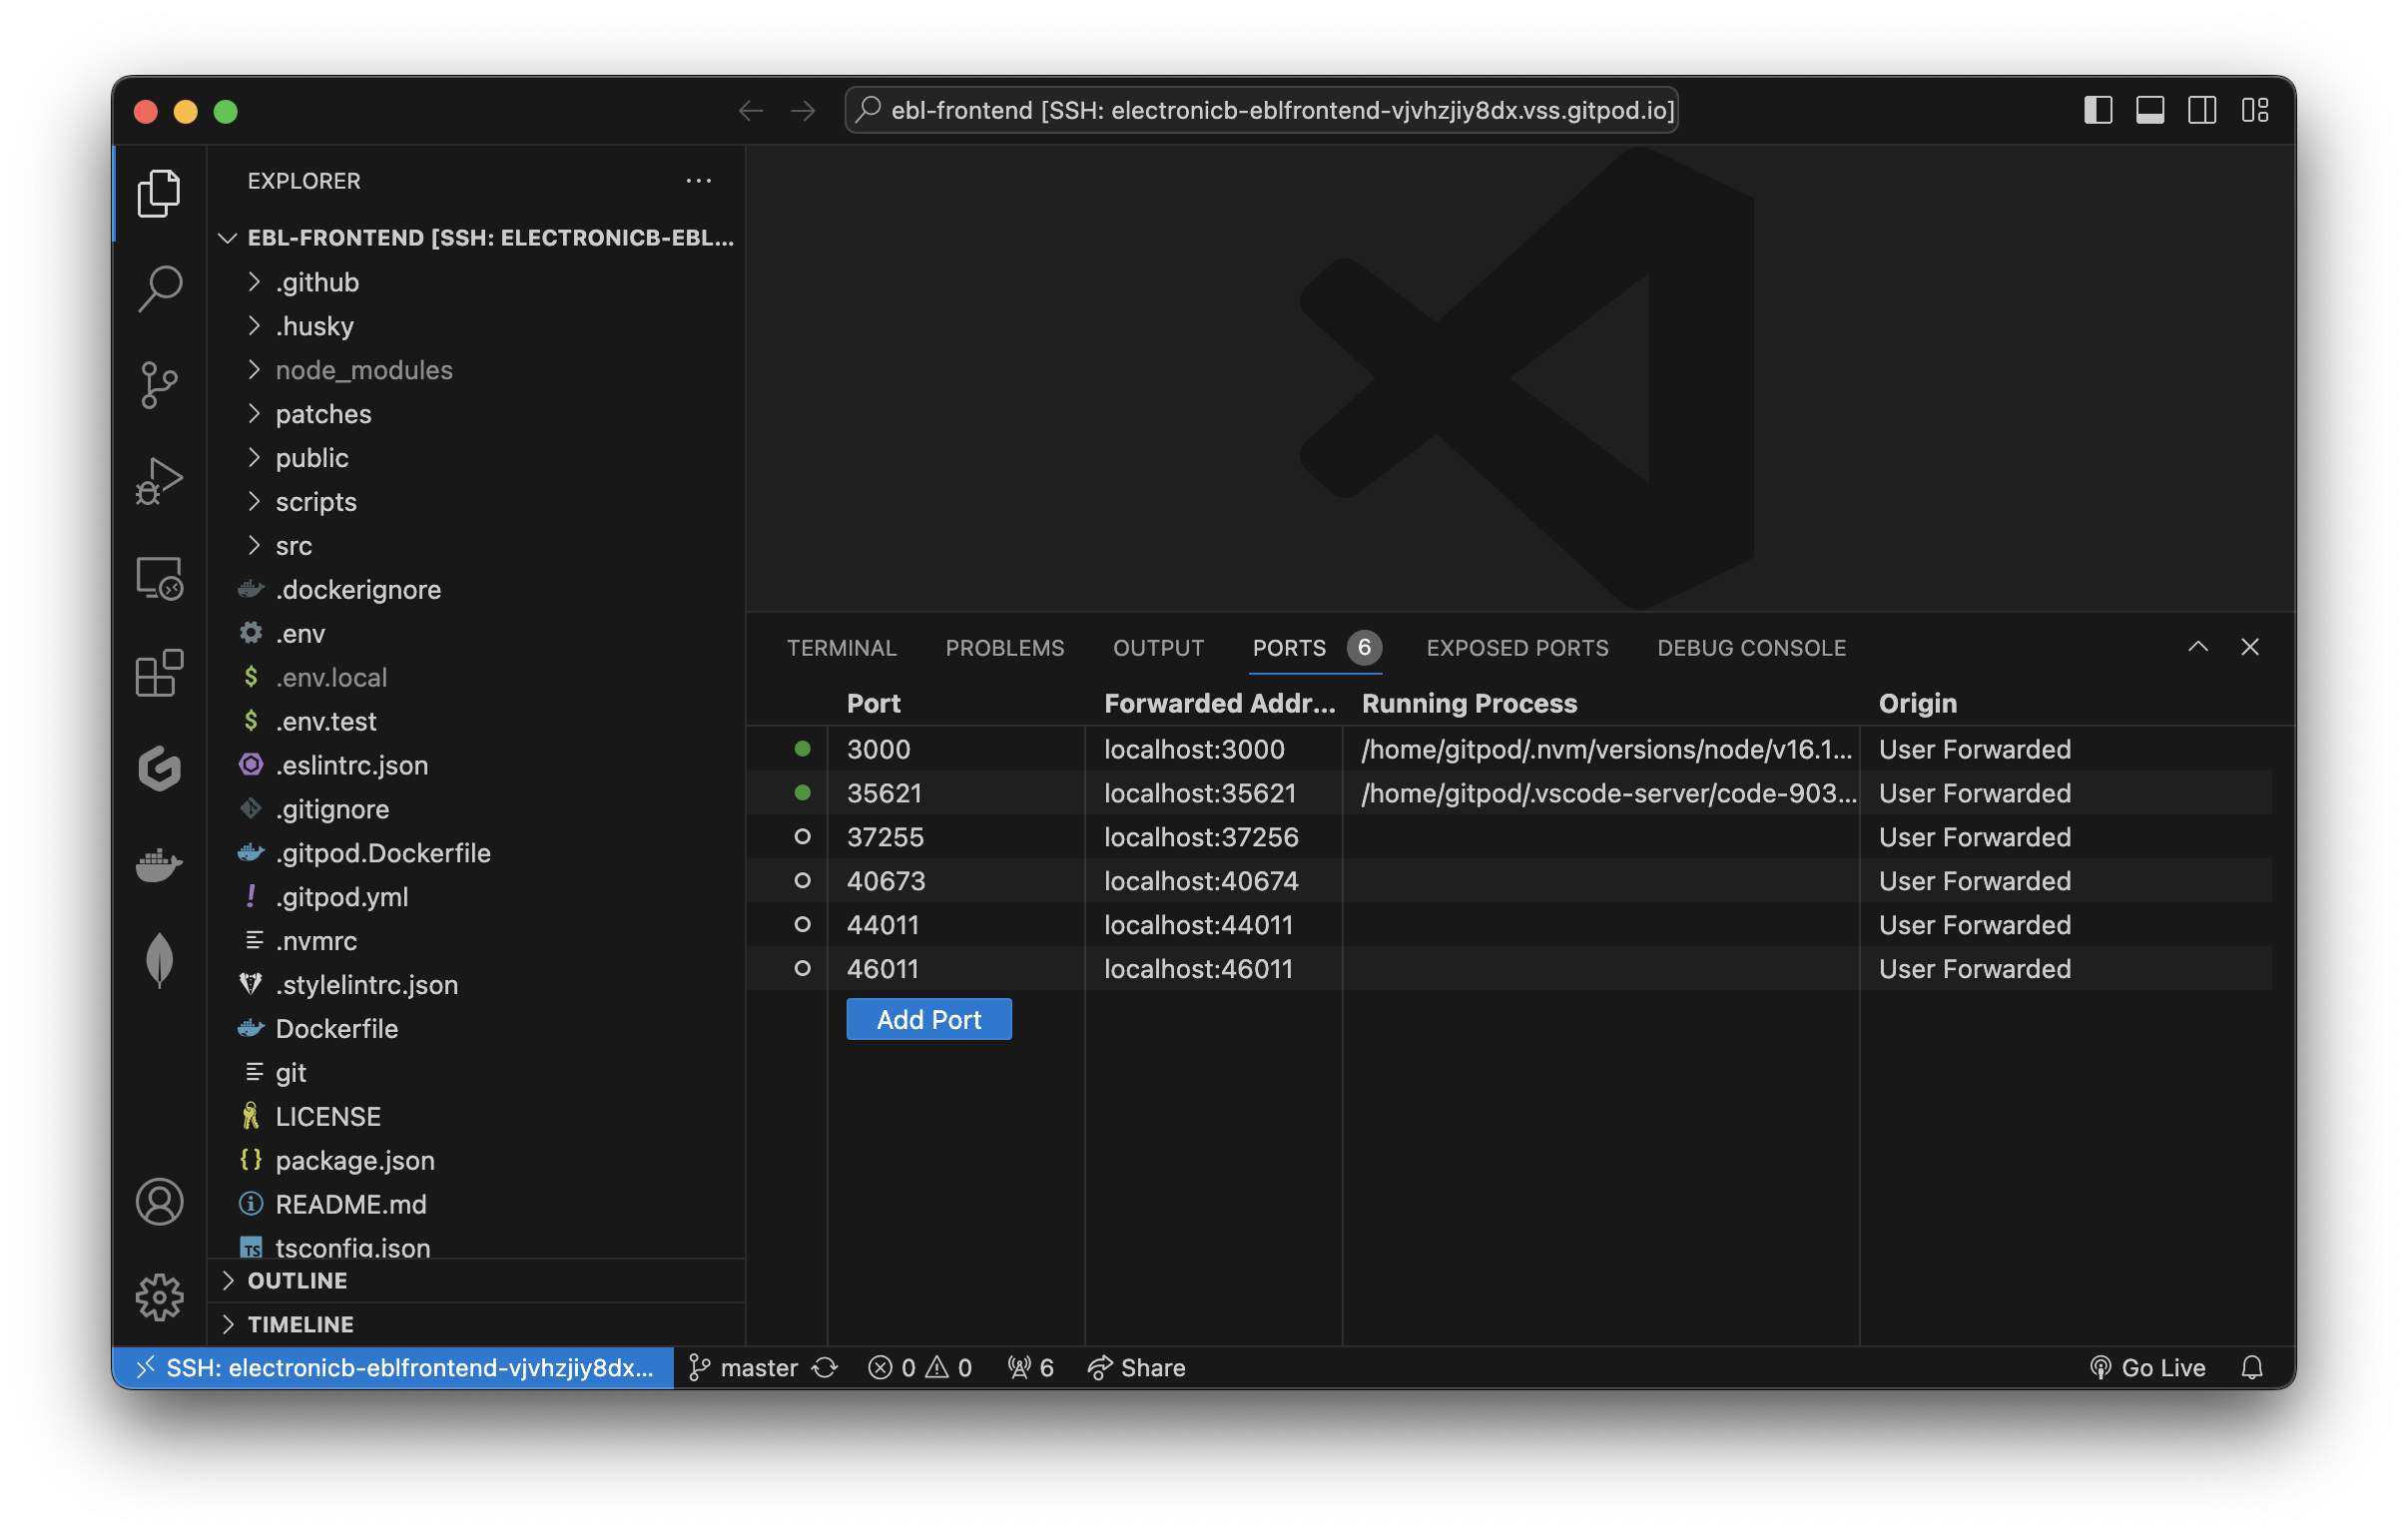 ebl-frontend [SSH: electronicb-eblfrontend-vjvhzjiy8dx.vss.gitpod.io]
EXPLORER
EBL-FRONTEND [SSH: ELECTRONICB-EBL...
.github
.husky
node_modules
patches
public
scripts
src
.dockerignore
.env
$ .env.local
$ .env.test
.eslintrc.json
.gitignore
.gitpod.Dockerfile
! .gitpod.yml
.nvmrc
.stylelintrc.json
Dockerfile
git
LICENSE
{} package.json
README.md
TS tsconfig.json
OUTLINE
TIMELINE
TERMINAL PROBLEMS OUTPUT PORTS 6 EXPOSED PORTS DEBUG CONSOLE
Port Forwarded Addr... Running Process Origin
3000 localhost:3000 /home/gitpod/.nvm/versions/node/v16.1... User Forwarded
35621 localhost:35621 /home/gitpod/.vscode-server/code-903... User Forwarded
37255 localhost:37256 User Forwarded
40673 localhost:40674 User Forwarded
44011 localhost:44011 User Forwarded
46011 localhost:46011 User Forwarded
Add Port
SSH: electronicb-eblfrontend-vjvhzjiy8dx... master 0 0 6 Share Go Live